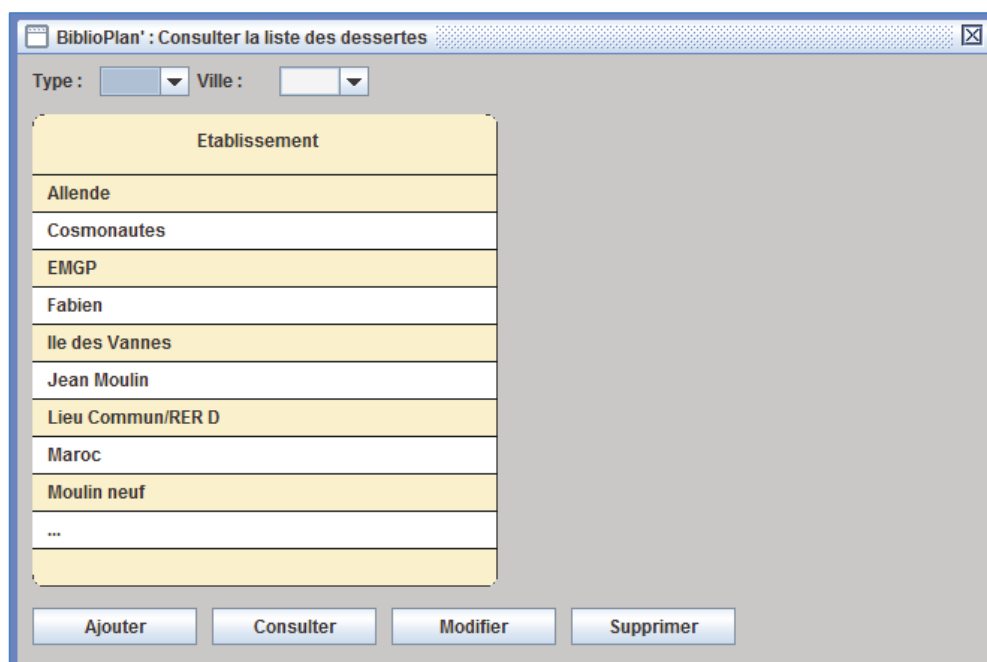 BiblioPlan' : Consulter la liste des dessertes
Type : Ville :
Etablissement
Allende
Cosmonautes
EMGP
Fabien
Ile des Vannes
Jean Moulin
Lieu Commun/RER D
Maroc
Moulin neuf
...
Ajouter Consulter Modifier Supprimer